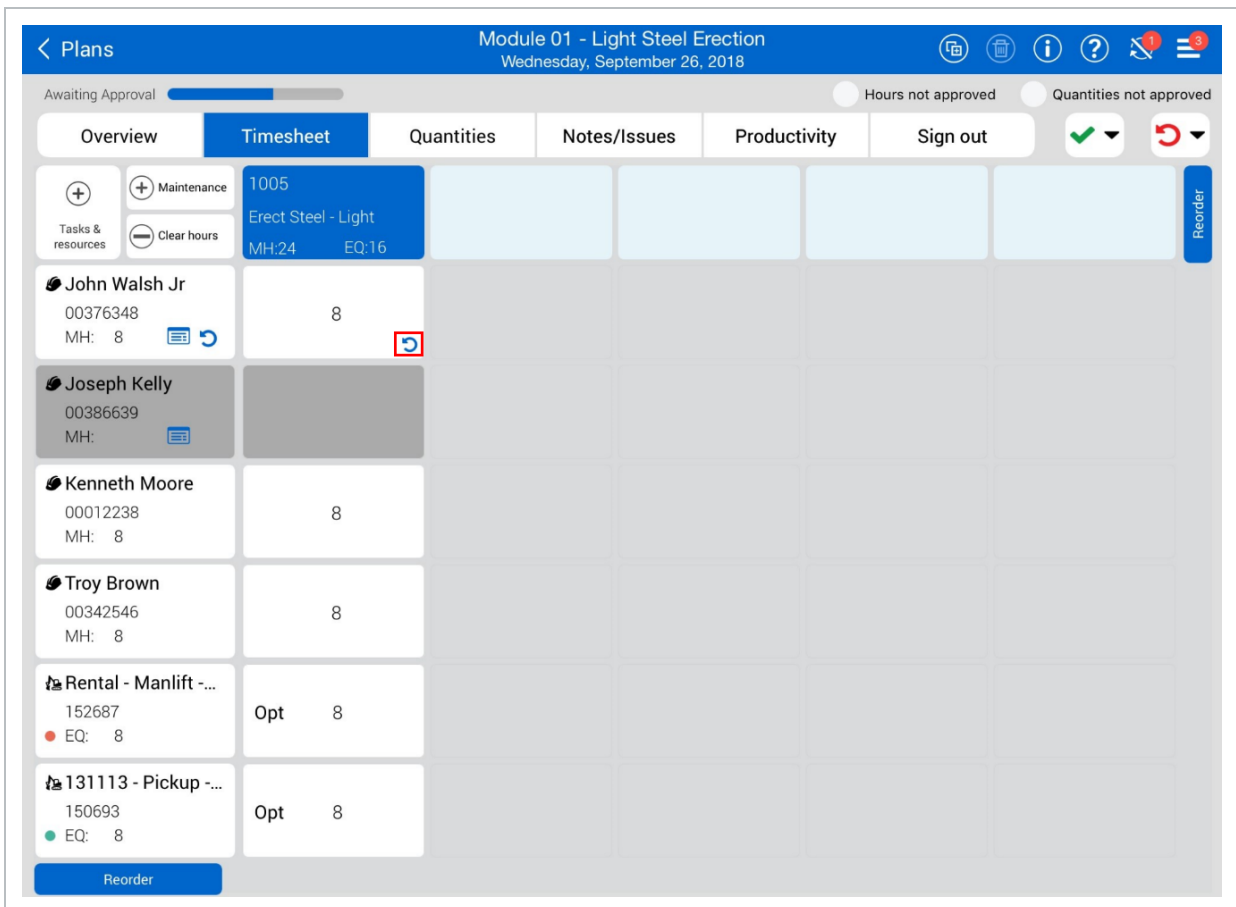 Plans
Module 01 - Light Steel Erection
Wednesday, September 26, 2018
1
3
Awaiting Approval
Hours not approved
Quantities not approved
Overview
Timesheet
Quantities
Notes/Issues
Productivity
Sign out
Tasks &
resources
Maintenance
Clear hours
1005
Erect Steel - Light
MH:24 EQ:16
Reorder
John Walsh Jr
00376348
MH: 8
8
Joseph Kelly
00386639
MH:
Kenneth Moore
00012238
MH: 8
8
Troy Brown
00342546
MH: 8
8
Rental - Manlift -...
152687
EQ: 8
Opt 8
131113 - Pickup -...
150693
EQ: 8
Opt 8
Reorder